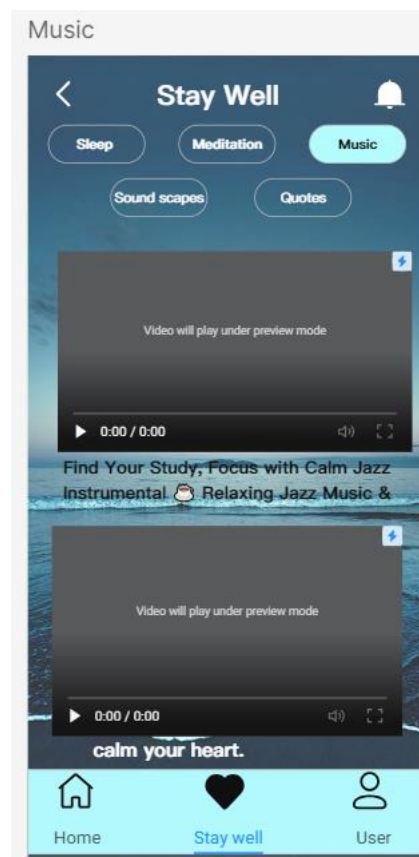 Music
Stay Well
Sleep
Meditation
Music
Sound scapes
Quotes
Video will play under preview mode
0:00 / 0:00
Find Your Study, Focus with Calm Jazz
Instrumental ☕ Relaxing Jazz Music &
Video will play under preview mode
0:00 / 0:00
calm your heart.
Home
Stay well
User